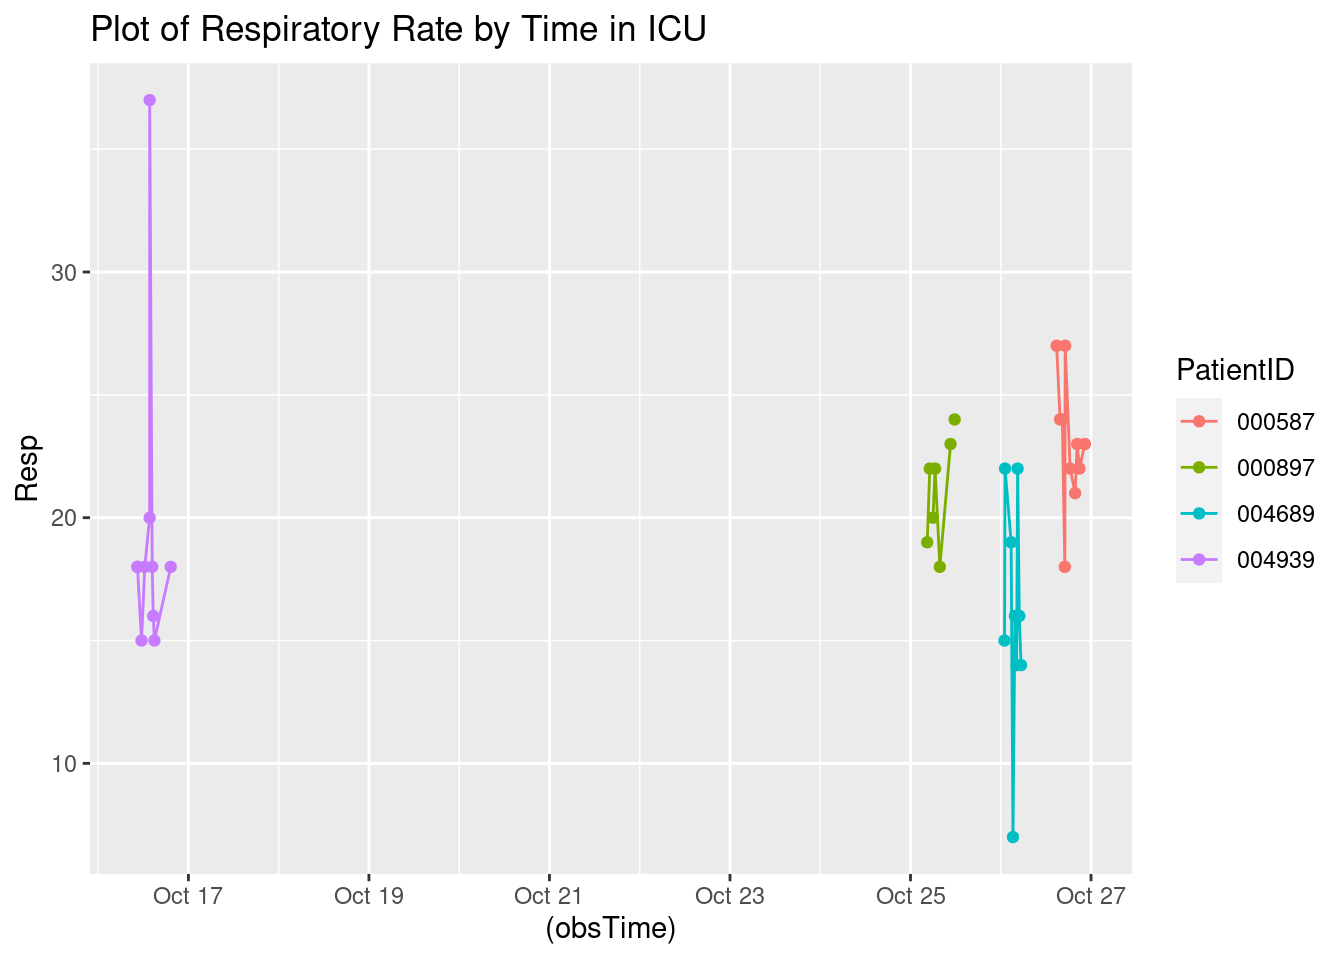 Plot of Respiratory Rate by Time in ICU
Resp
30
20
10
Oct 17 Oct 19 Oct 21 Oct 23 Oct 25 Oct 27
(obsTime)
PatientID
000587
000897
004689
004939